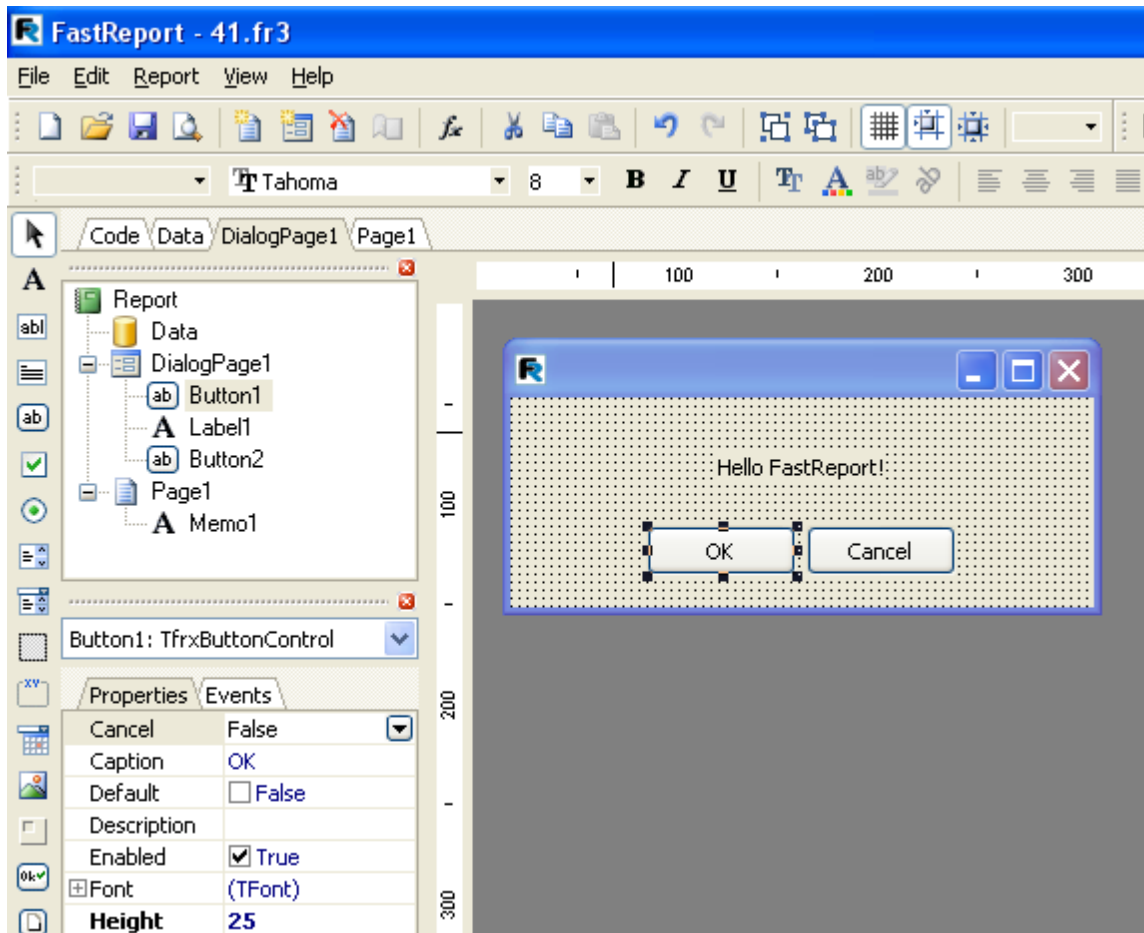 FastReport - 41.fr3
File Edit Report View Help
Tahoma 8 B I U
Code Data DialogPage1 Page1
100 200 300
Report
Data
DialogPage1
ab Button1
A Label1
ab Button2
Page1
A Memo1
Hello FastReport!
OK Cancel
100
200
300
Button1: TfrxButtonControl
Properties Events
Cancel False
Caption OK
Default False
Description
Enabled True
Font (TFont)
Height 25